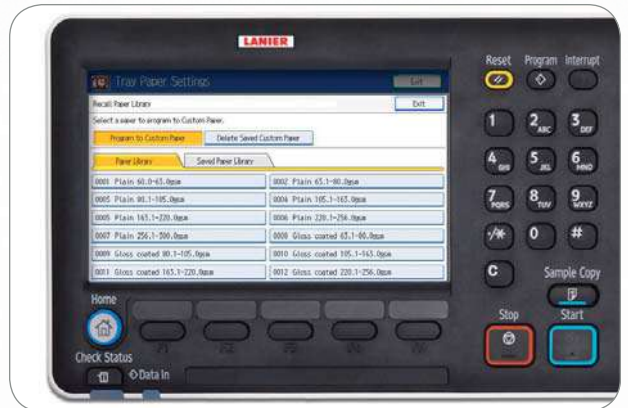 LANIER
Tray Paper Settings
Exit
Recall Paper Library
Exit
Select a paper to program to Custom Paper.
Program to Custom Paper
Delete Saved Custom Paper
Paper Library
Saved Paper Library
0001 Plain 60.0-63.0gsm
0002 Plain 63.1-80.0gsm
0003 Plain 80.1-105.0gsm
0004 Plain 105.1-163.0gsm
0005 Plain 163.1-220.0gsm
0006 Plain 220.1-256.0gsm
0007 Plain 256.1-300.0gsm
0008 Gloss coated 63.1-80.0gsm
0009 Gloss coated 80.1-105.0gsm
0010 Gloss coated 105.1-163.0gsm
0011 Gloss coated 163.1-220.0gsm
0012 Gloss coated 220.1-256.0gsm
Reset Program Interrupt
1 2 ABC 3 DEF
4 GHI 5 JKL 6 MNO
7 PQRS 8 TUV 9 WXYZ
./* 0 #
C
Sample Copy
Stop Start
Home
F1 F2 F3 F4
Check Status
Data In